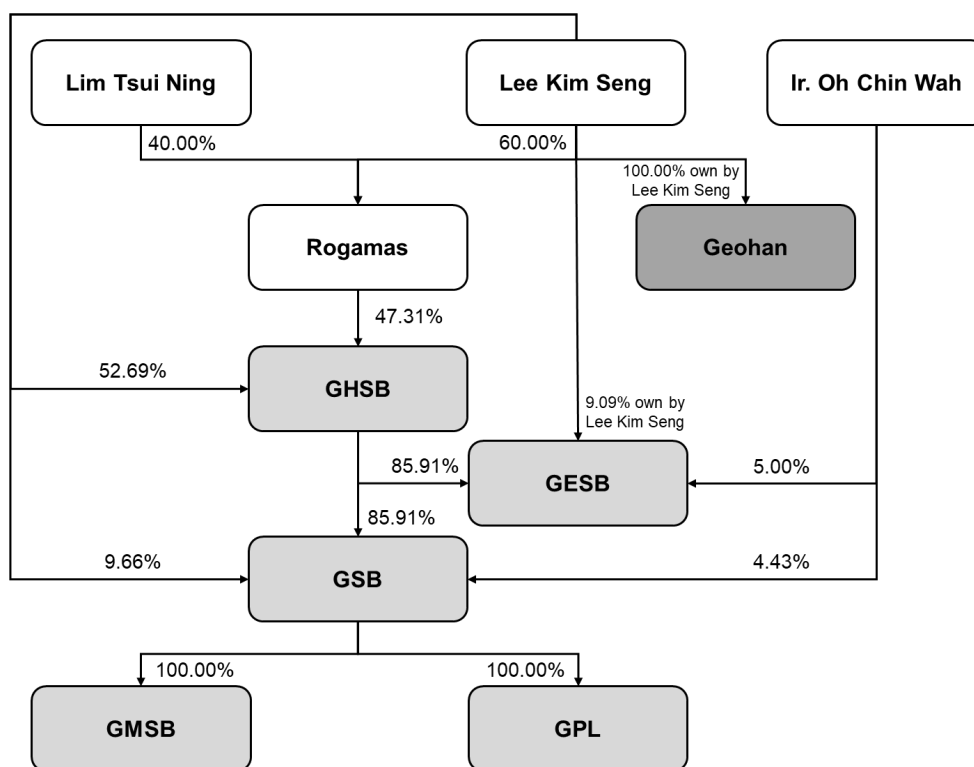 Lim Tsui Ning
Lee Kim Seng
Ir. Oh Chin Wah
40.00%
60.00%
100.00% own by
Lee Kim Seng
Rogamas
Geohan
47.31%
52.69%
GHSB
9.09% own by
Lee Kim Seng
85.91%
GESB
5.00%
85.91%
9.66%
GSB
4.43%
100.00%
100.00%
GMSB
GPL